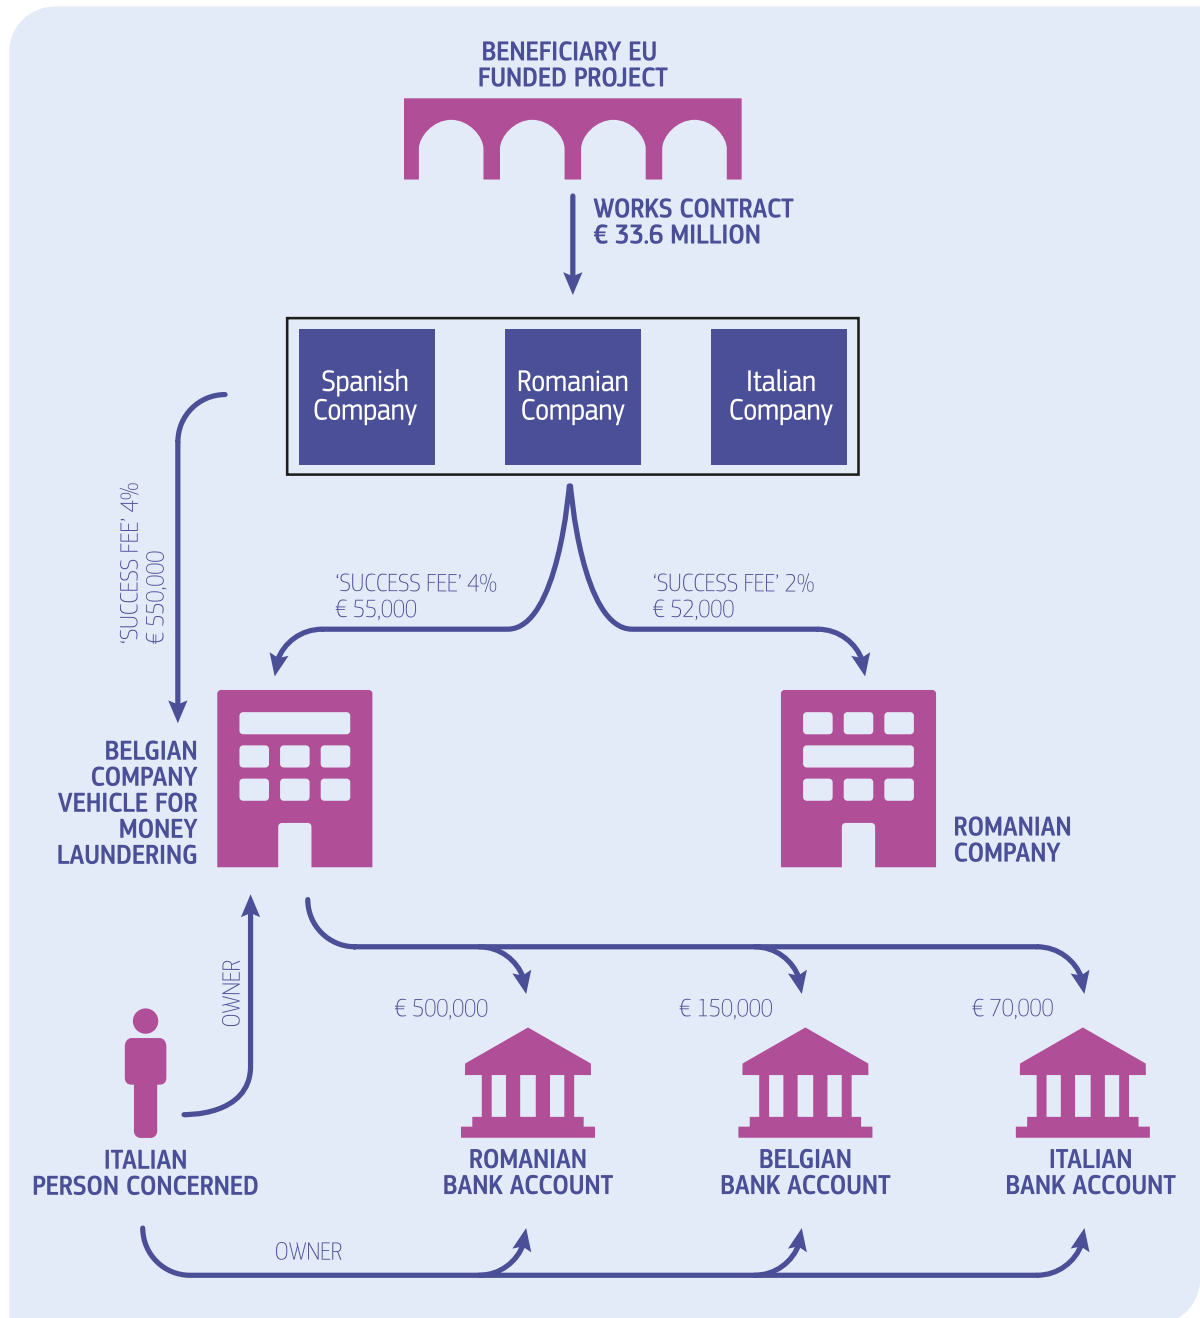 BENEFICIARY EU
FUNDED PROJECT
WORKS CONTRACT
€ 33.6 MILLION
Spanish
Company
Romanian
Company
Italian
Company
‘SUCCESS FEE’ 4%
€ 550,000
‘SUCCESS FEE’ 4%
€ 55,000
‘SUCCESS FEE’ 2%
€ 52,000
BELGIAN
COMPANY
VEHICLE FOR
MONEY
LAUNDERING
ROMANIAN
COMPANY
OWNER
€ 500,000
€ 150,000
€ 70,000
ITALIAN
PERSON CONCERNED
ROMANIAN
BANK ACCOUNT
BELGIAN
BANK ACCOUNT
ITALIAN
BANK ACCOUNT
OWNER